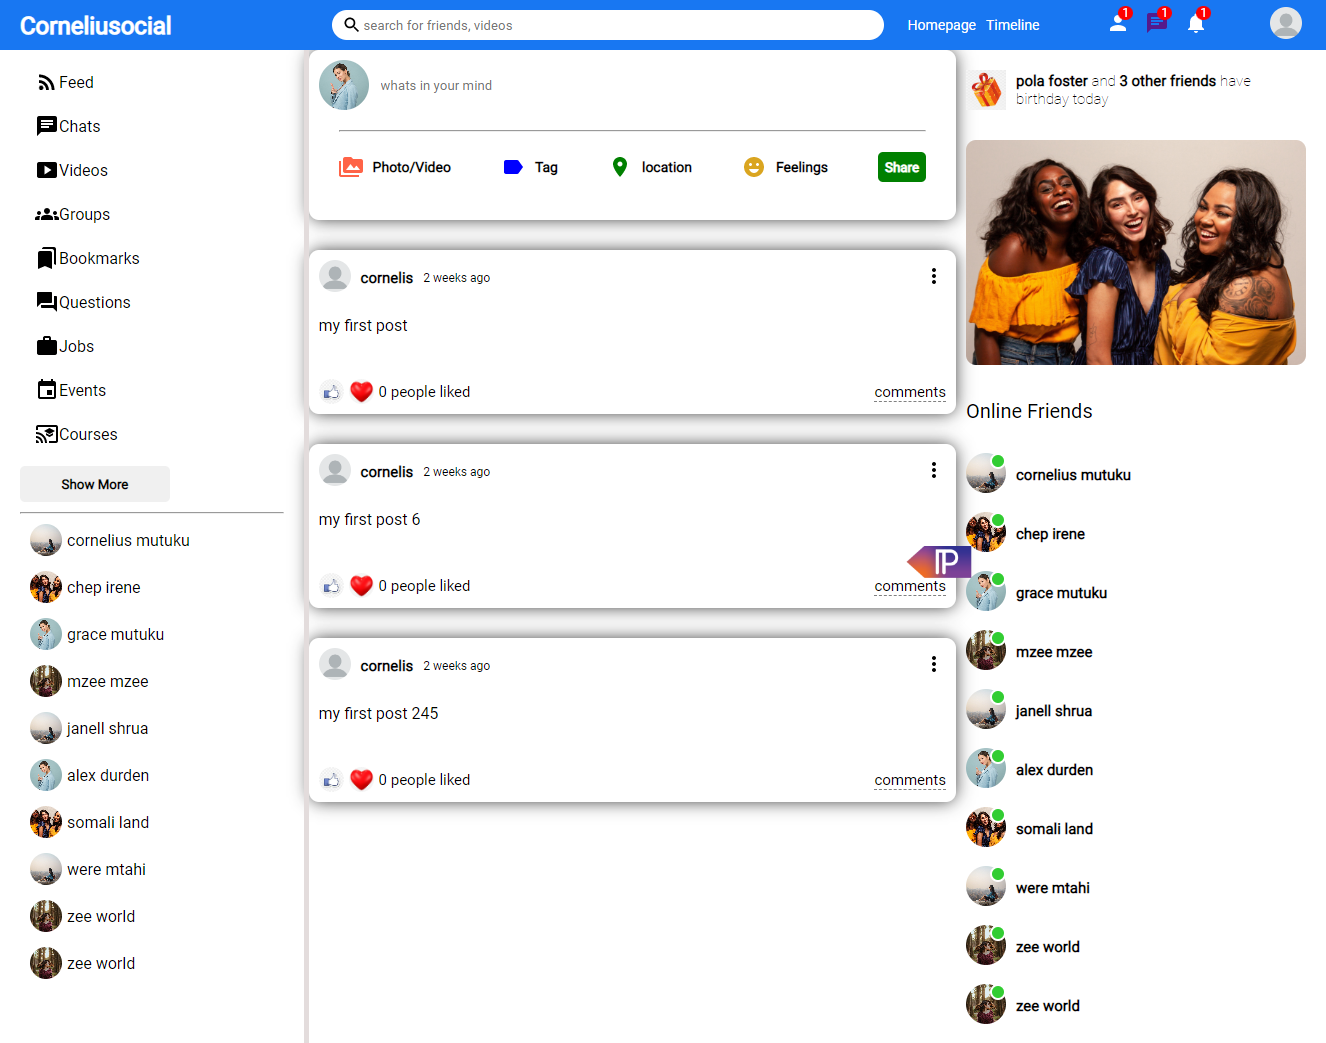 Corneliusocial
search for friends, videos
Homepage Timeline
1
1
1
Feed
Chats
Videos
Groups
Bookmarks
Questions
Jobs
Events
Courses
Show More
cornelius mutuku
chep irene
grace mutuku
mzee mzee
janell shrua
alex durden
somali land
were mtahi
zee world
zee world
whats in your mind
Photo/Video
Tag
location
Feelings
Share
cornelis 2 weeks ago
my first post
0 people liked
comments
cornelis 2 weeks ago
my first post 6
0 people liked
comments
IP
cornelis 2 weeks ago
my first post 245
0 people liked
comments
pola foster and 3 other friends have
birthday today
Online Friends
cornelius mutuku
chep irene
grace mutuku
mzee mzee
janell shrua
alex durden
somali land
were mtahi
zee world
zee world